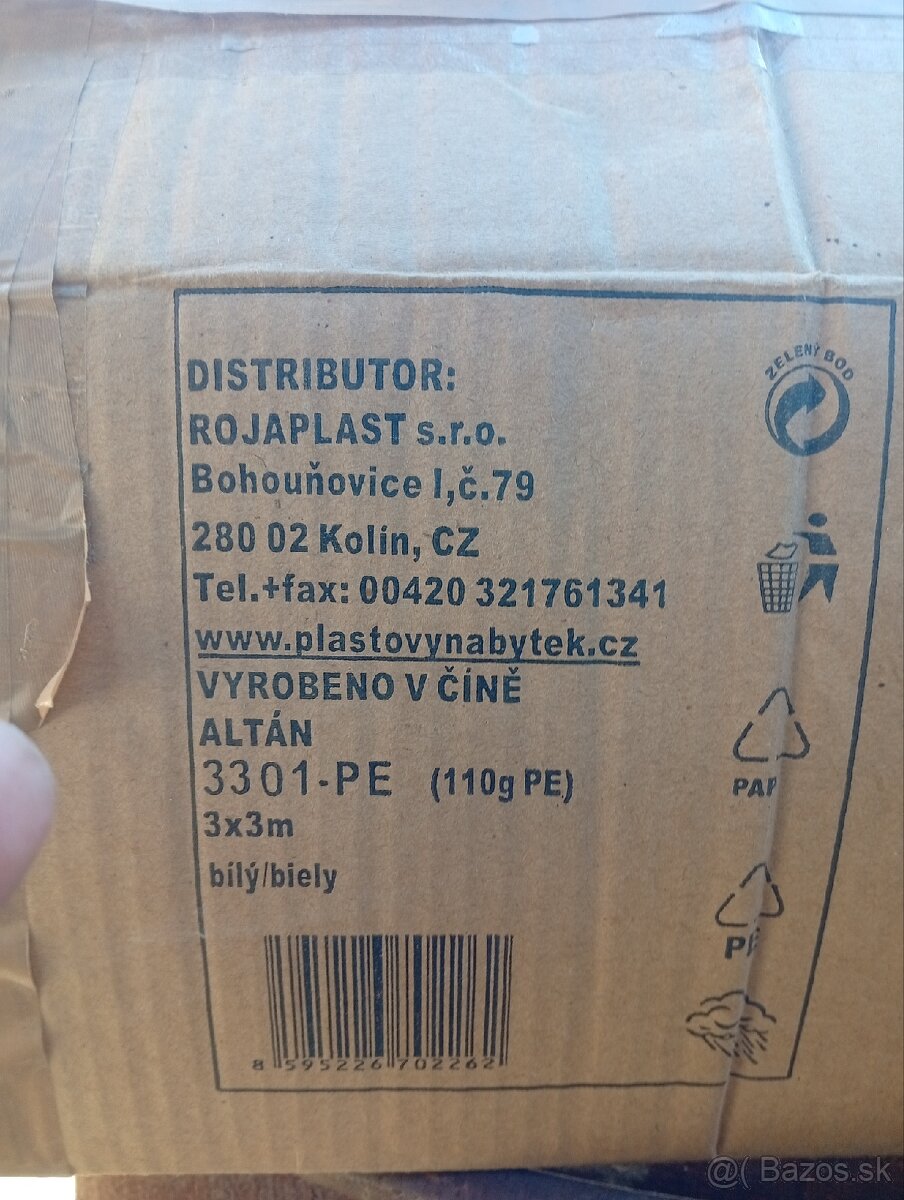 DISTRIBUTOR:
ROJAPLAST s.r.o.
Bohouňovice I,č.79
280 02 Kolín, CZ
Tel.+fax: 00420 321761341
www.plastovynabytek.cz
VYROBENO V ČÍNĚ
ALTÁN
3301-PE (110g PE)
3x3m
bílý/biely
8 595226 702262
ZELENÝ BOD
PAP
PE
@( Bazos.sk